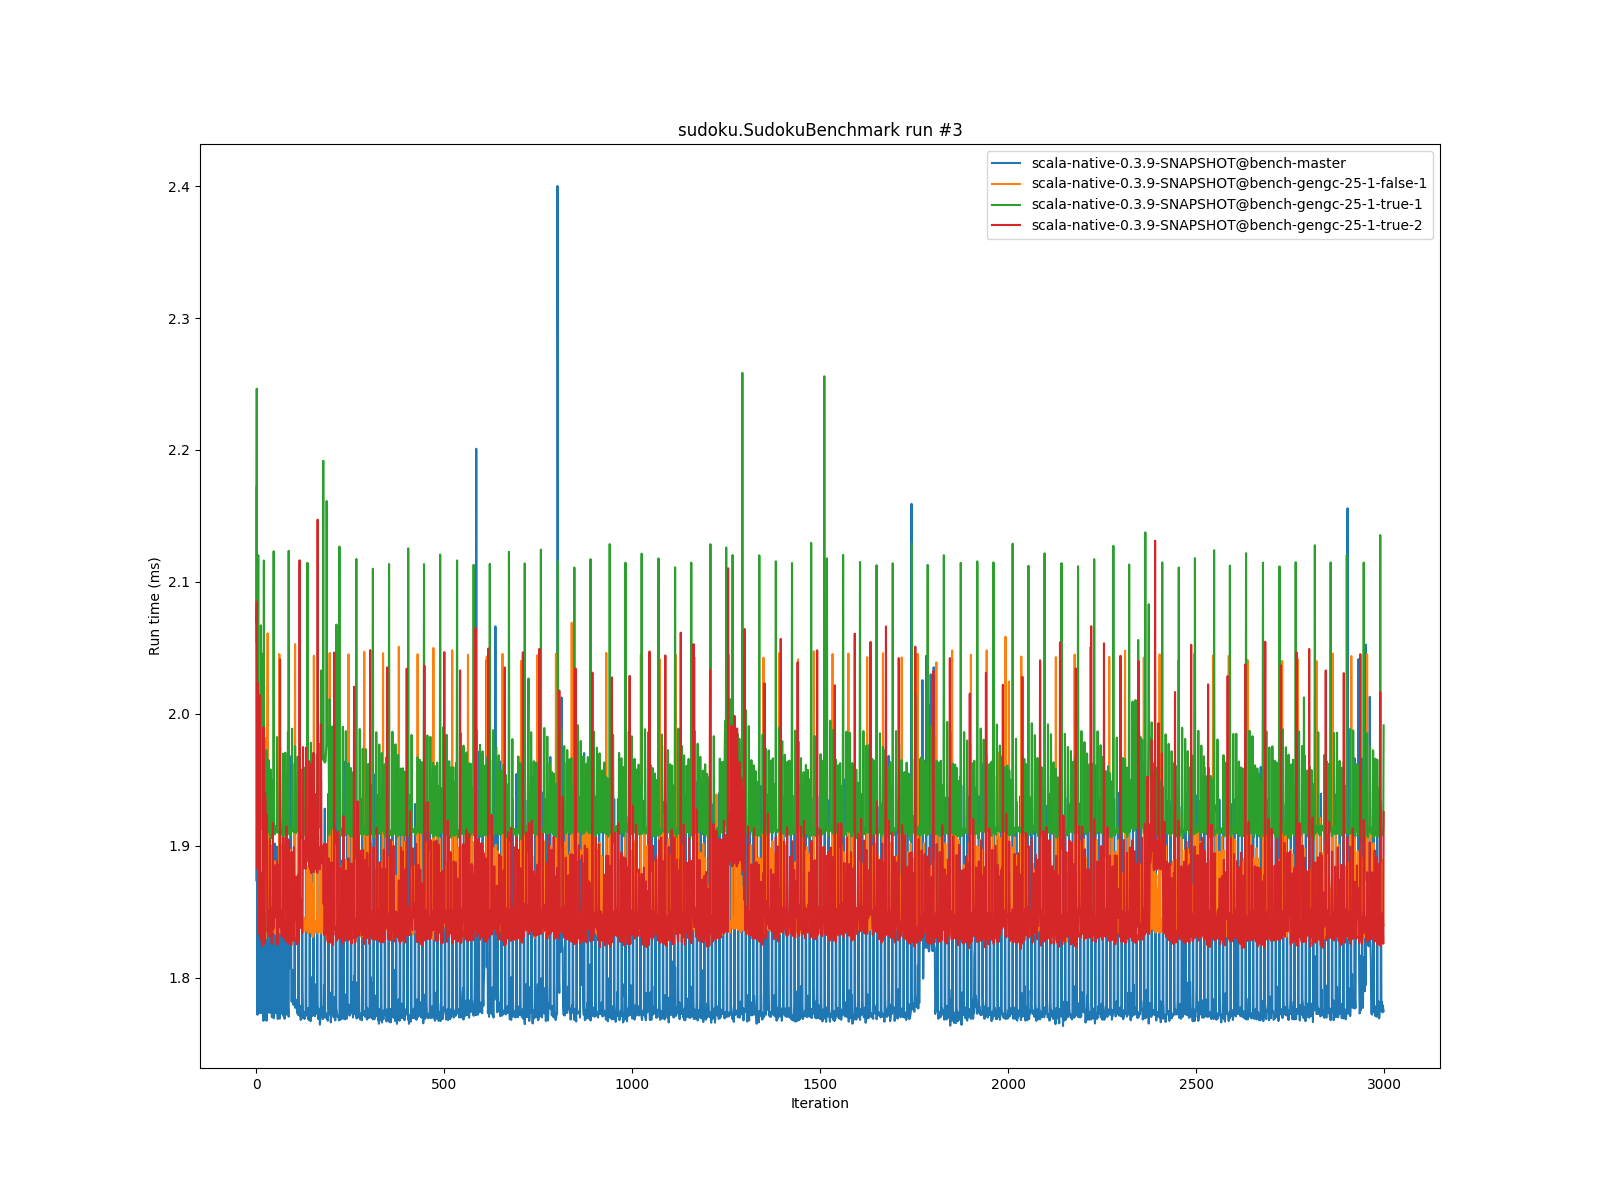 sudoku.SudokuBenchmark run #3
scala-native-0.3.9-SNAPSHOT@bench-master
scala-native-0.3.9-SNAPSHOT@bench-gengc-25-1-false-1
scala-native-0.3.9-SNAPSHOT@bench-gengc-25-1-true-1
scala-native-0.3.9-SNAPSHOT@bench-gengc-25-1-true-2
Run time (ms)
2.4
2.3
2.2
2.1
2.0
1.9
1.8
0
500
1000
1500
2000
2500
3000
Iteration